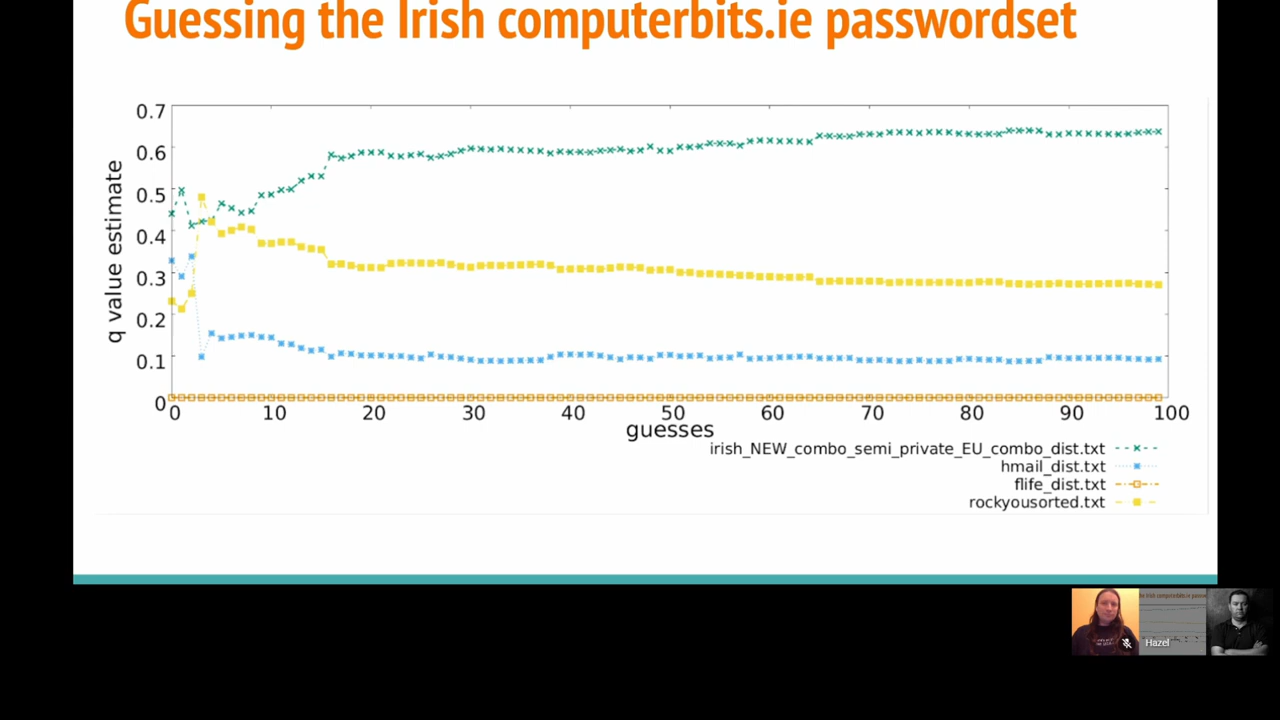 Guessing the Irish computerbits.ie passwordset
0.7
0.6
0.5
0.4
0.3
0.2
0.1
0
q value estimate
0 10 20 30 40 50 60 70 80 90 100
guesses
irish_NEW_combo_semi_private_EU_combo_dist.txt
hmail_dist.txt
flife_dist.txt
rockyousorted.txt
Hazel